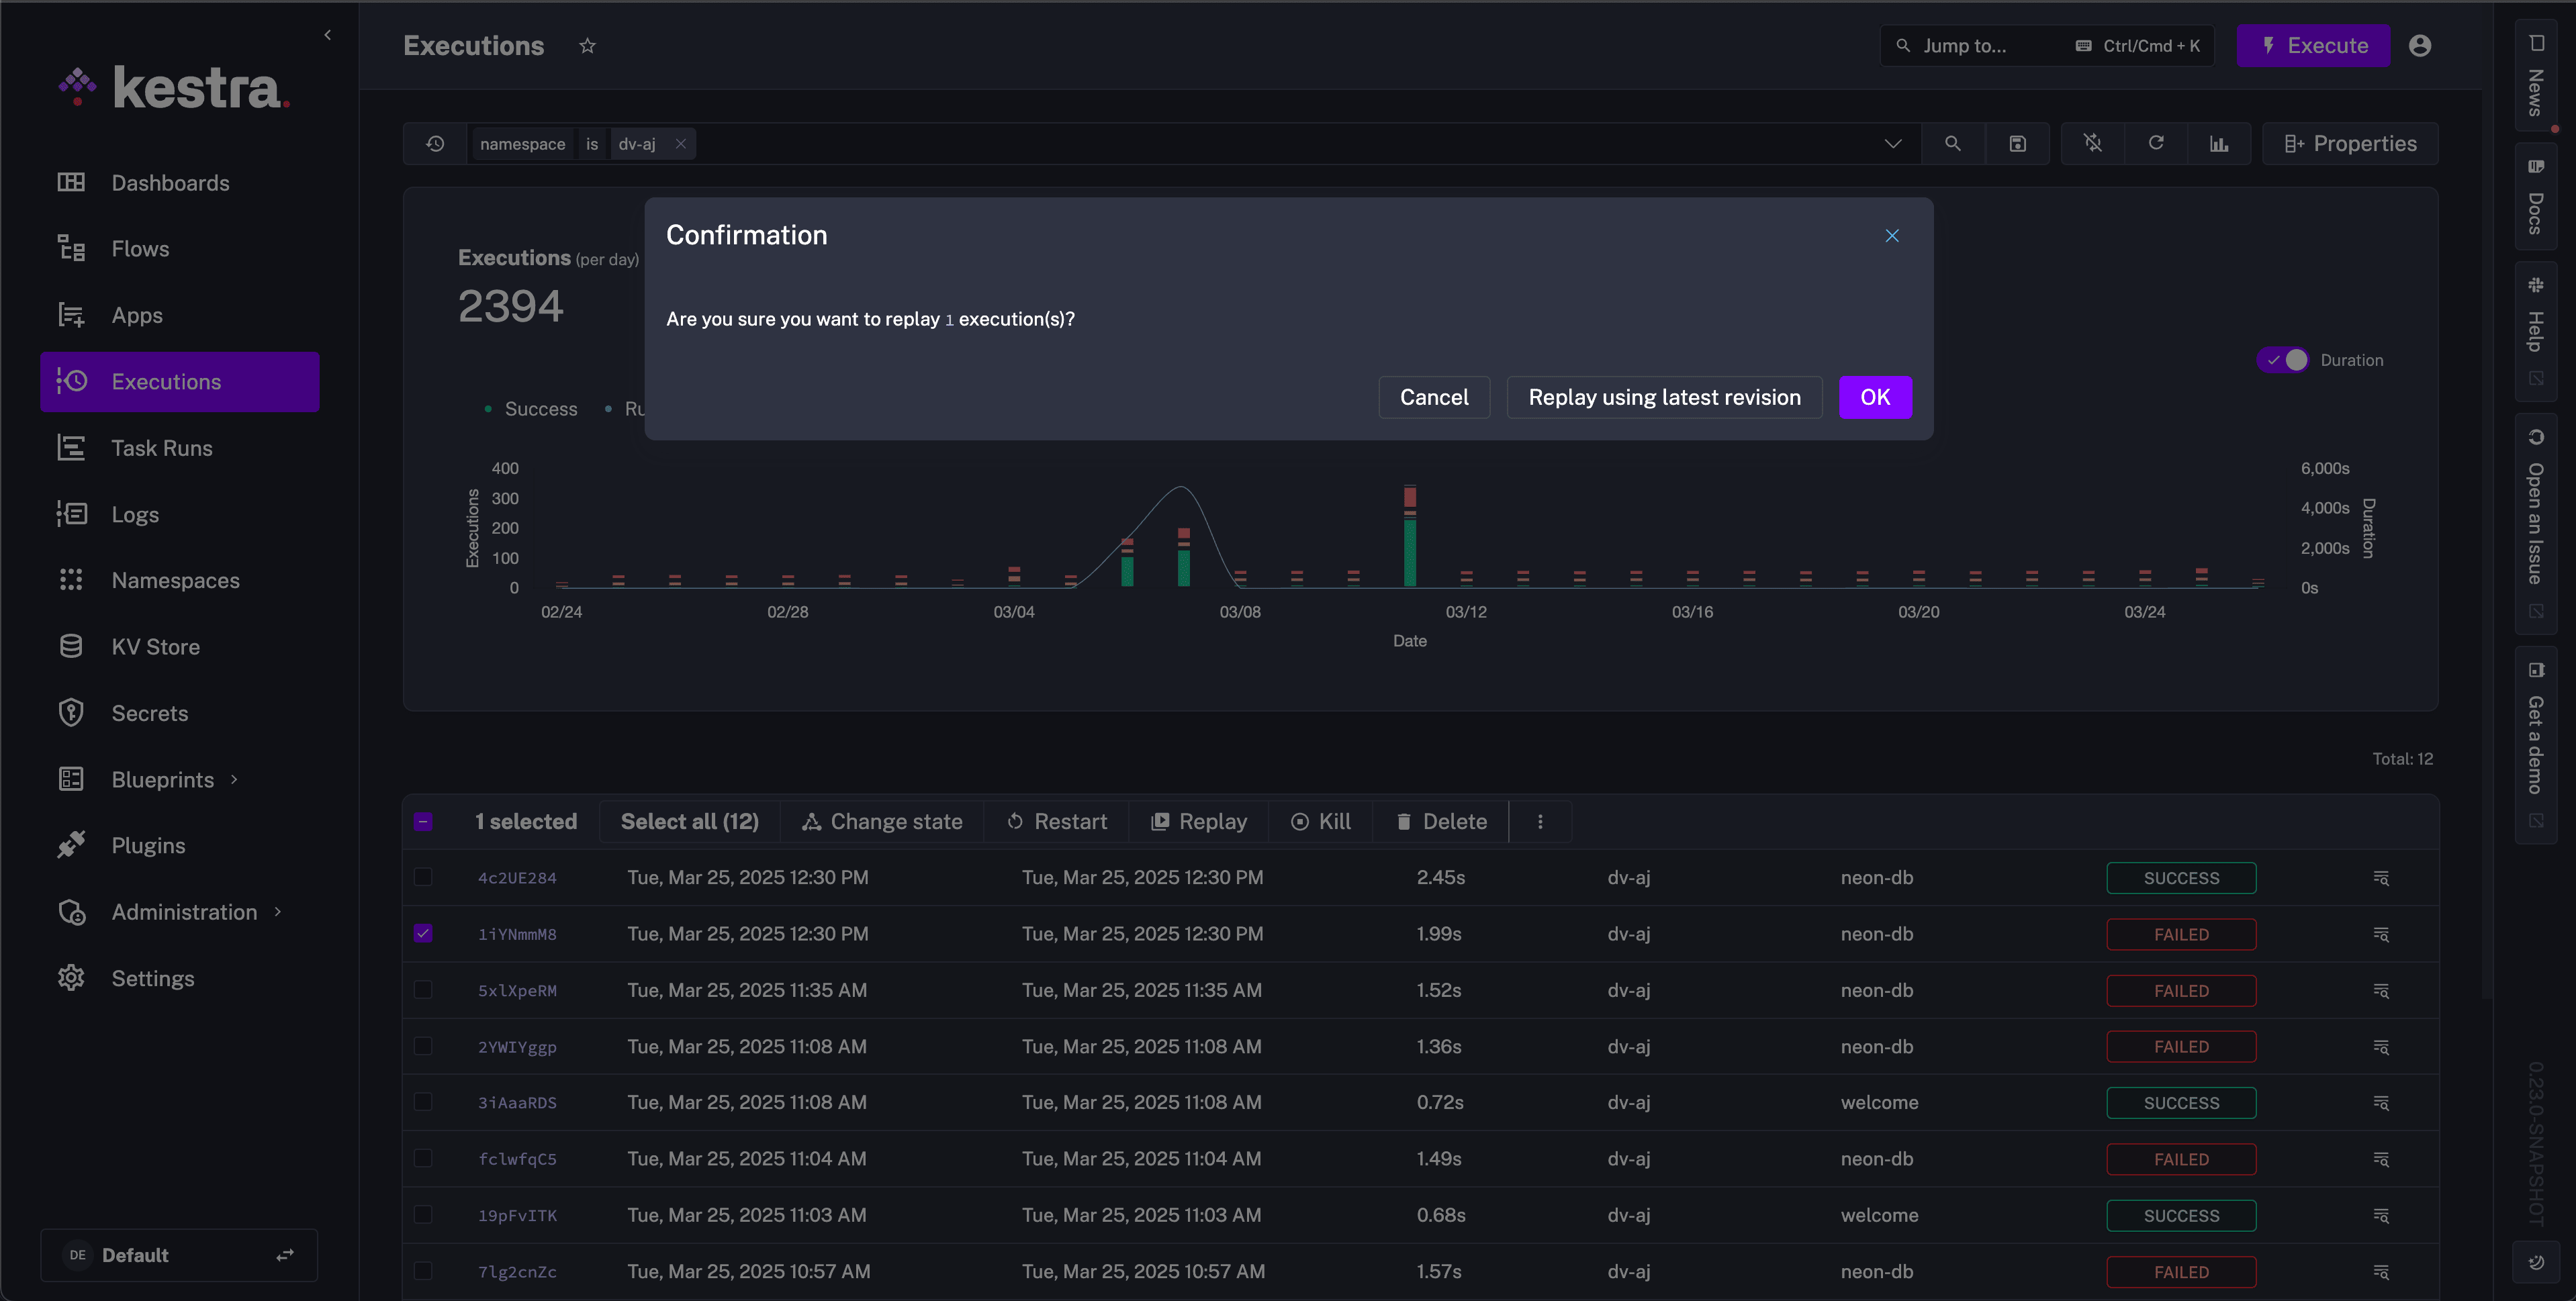 kestra.
Executions
Jump to...
Ctrl/Cmd + K
Execute
Dashboards
Flows
Apps
Executions
Task Runs
Logs
Namespaces
KV Store
Secrets
Blueprints
Plugins
Administration
Settings
DE Default
namespace is dv-aj
Properties
Confirmation
Are you sure you want to replay 1 execution(s)?
Cancel
Replay using latest revision
OK
Executions (per day)
2394
Duration
Success
400 300 200 100 0
Executions
6,000s 4,000s 2,000s 0s
Duration
02/24 02/28 03/04 03/08 03/12 03/16 03/20 03/24
Date
Total: 12
1 selected Select all (12) Change state Restart Replay Kill Delete
4c2UE284 Tue, Mar 25, 2025 12:30 PM Tue, Mar 25, 2025 12:30 PM 2.45s dv-aj neon-db SUCCESS
1iYNmmM8 Tue, Mar 25, 2025 12:30 PM Tue, Mar 25, 2025 12:30 PM 1.99s dv-aj neon-db FAILED
5xlXpeRM Tue, Mar 25, 2025 11:35 AM Tue, Mar 25, 2025 11:35 AM 1.52s dv-aj neon-db FAILED
2YWIYggp Tue, Mar 25, 2025 11:08 AM Tue, Mar 25, 2025 11:08 AM 1.36s dv-aj neon-db FAILED
3iAaaRDS Tue, Mar 25, 2025 11:08 AM Tue, Mar 25, 2025 11:08 AM 0.72s dv-aj welcome SUCCESS
fclwfqC5 Tue, Mar 25, 2025 11:04 AM Tue, Mar 25, 2025 11:04 AM 1.49s dv-aj neon-db FAILED
19pFvITK Tue, Mar 25, 2025 11:03 AM Tue, Mar 25, 2025 11:03 AM 0.68s dv-aj welcome SUCCESS
7lg2cnZc Tue, Mar 25, 2025 10:57 AM Tue, Mar 25, 2025 10:57 AM 1.57s dv-aj neon-db FAILED
News
Docs
Help
Open an Issue
Get a demo
0.23.0-SNAPSHOT